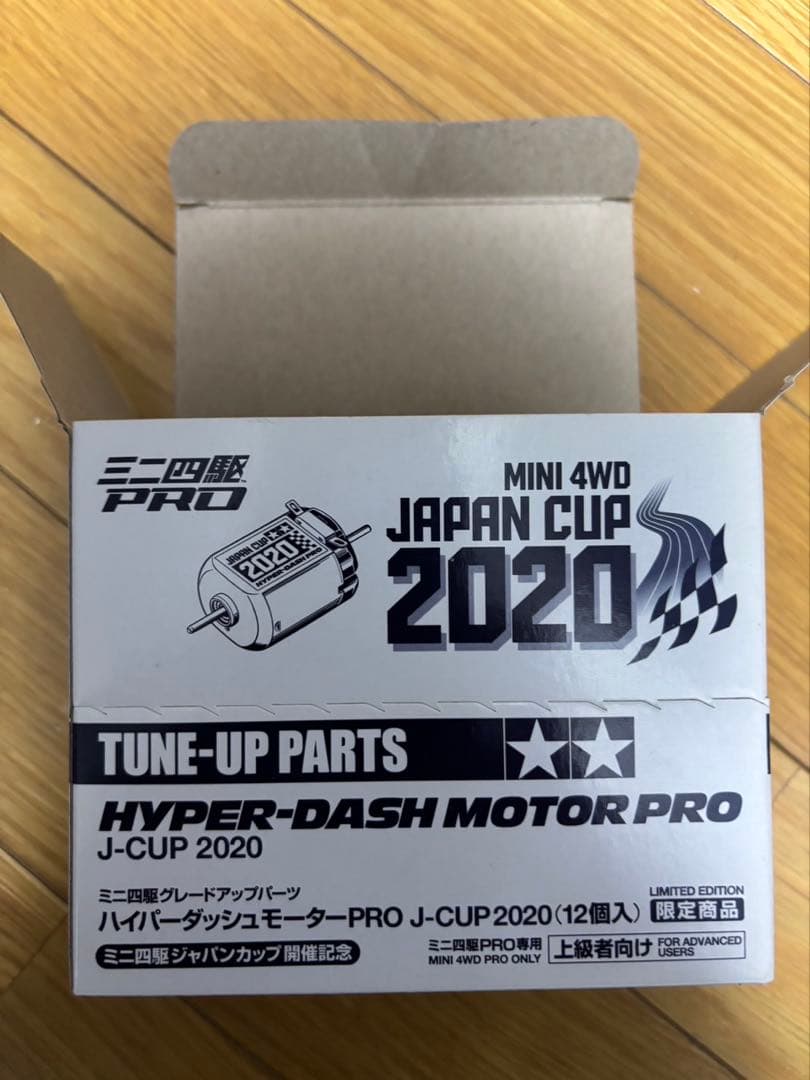 ミニ四駆
PRO
MINI 4WD
JAPAN CUP
2020
JAPAN CUP
2020
HYPER-DASH PRO
TUNE-UP PARTS
HYPER-DASH MOTOR PRO
J-CUP 2020
ミニ四駆グレードアップパーツ
ハイパーダッシュモーターPRO J-CUP 2020（12個入）
LIMITED EDITION
限定商品
ミニ四駆ジャパンカップ開催記念
ミニ四駆PRO専用
MINI 4WD PRO ONLY
上級者向け
FOR ADVANCED
USERS